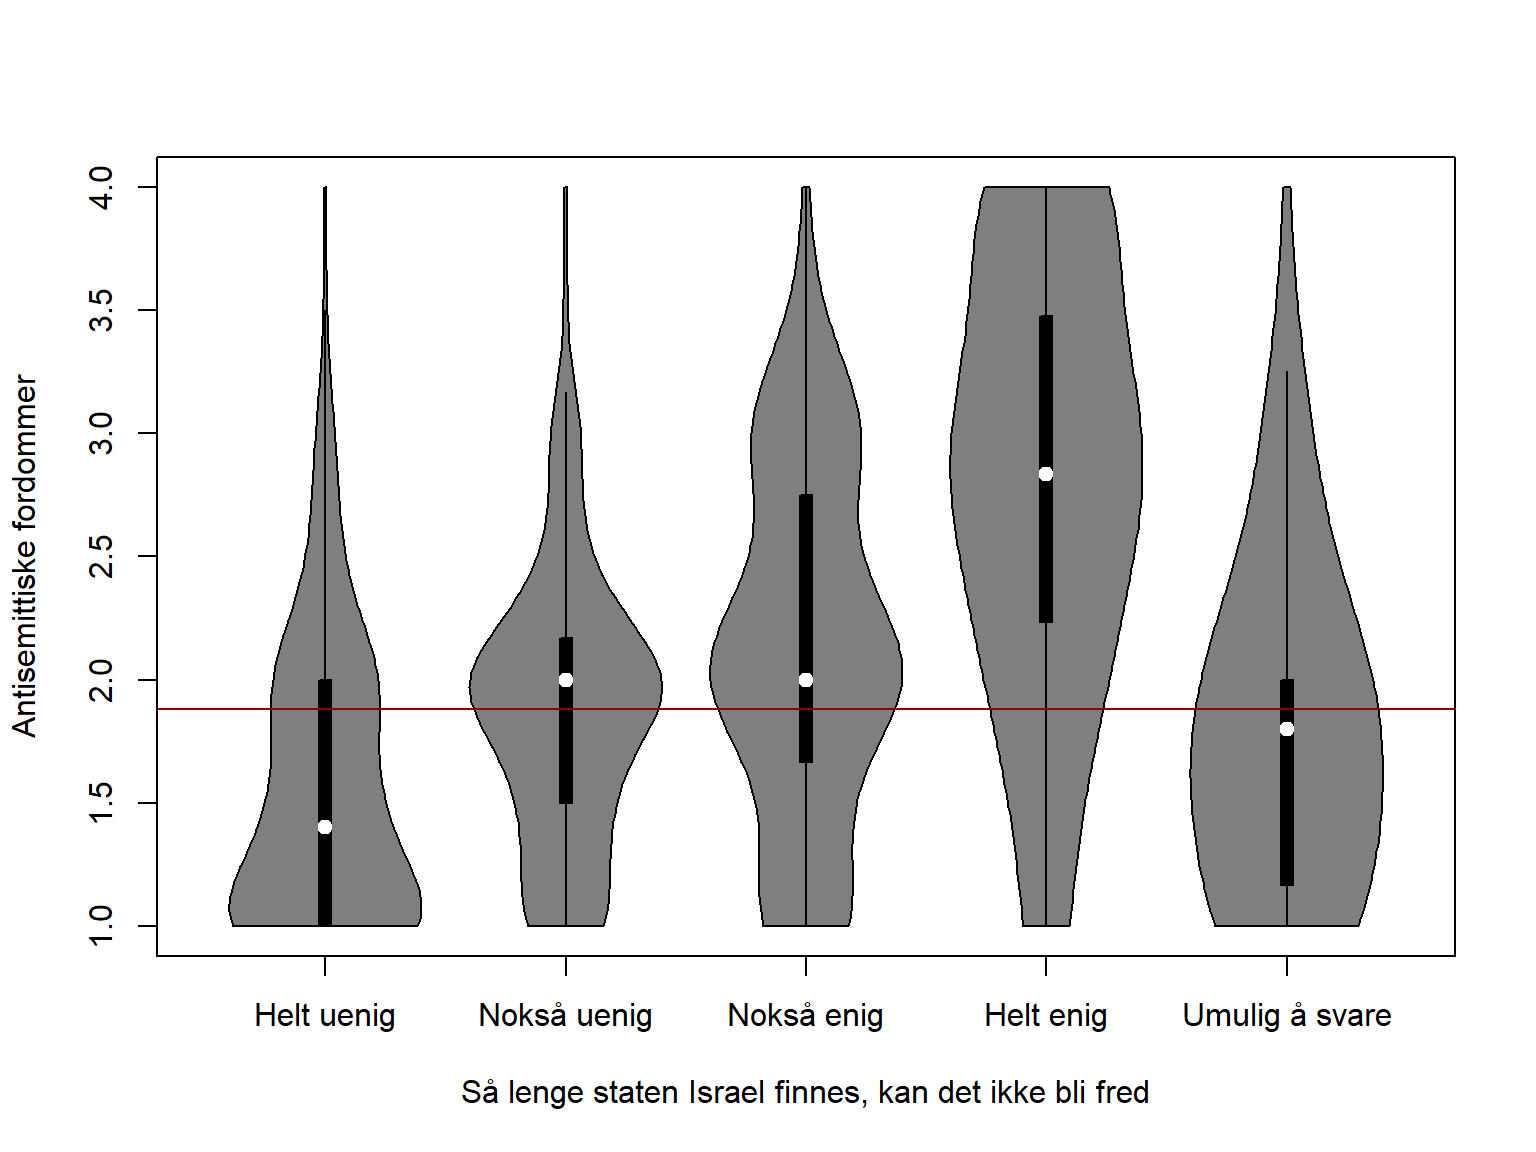 Antisemittiske fordommer
4.0
3.5
3.0
2.5
2.0
1.5
1.0
Helt uenig
Nokså uenig
Nokså enig
Helt enig
Umulig å svare
Så lenge staten Israel finnes, kan det ikke bli fred